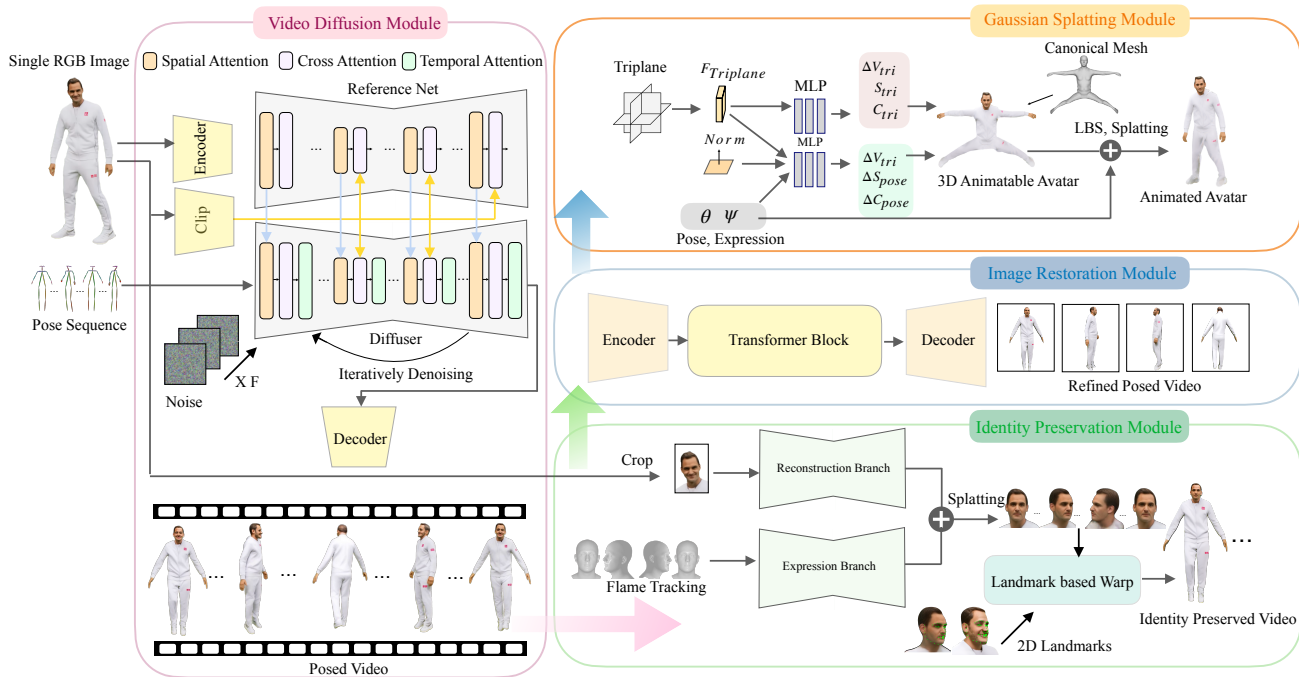 Video Diffusion Module
Single RGB Image
Spatial Attention
Cross Attention
Temporal Attention
Reference Net
Encoder
Clip
...
...
...
...
...
...
Pose Sequence
... ... ...
Diffuser
Noise
X F
Iteratively Denoising
Decoder
... ... ... ...
Posed Video
Gaussian Splatting Module
Triplane
F_Triplane
Norm
MLP
MLP
ΔV_tri
S_tri
C_tri
ΔV_tri
ΔS_pose
ΔC_pose
θ ψ
Pose, Expression
Canonical Mesh
3D Animatable Avatar
LBS, Splatting
Animated Avatar
Image Restoration Module
Encoder
Transformer Block
Decoder
Refined Posed Video
Identity Preservation Module
Crop
Reconstruction Branch
Flame Tracking
Expression Branch
Splatting
... ...
Landmark based Warp
2D Landmarks
...
Identity Preserved Video